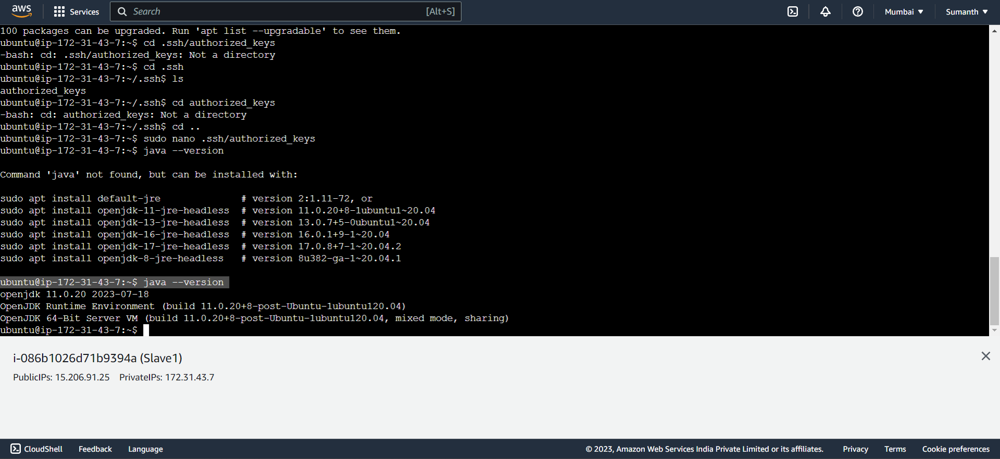 aws Services Search [Alt+S] Mumbai ▼ Sumanth ▼
100 packages can be upgraded. Run 'apt list --upgradable' to see them.
ubuntu@ip-172-31-43-7:~$ cd .ssh/authorized_keys
-bash: cd: .ssh/authorized_keys: Not a directory
ubuntu@ip-172-31-43-7:~$ cd .ssh
ubuntu@ip-172-31-43-7:~/.ssh$ ls
authorized_keys
ubuntu@ip-172-31-43-7:~/.ssh$ cd authorized_keys
-bash: cd: authorized_keys: Not a directory
ubuntu@ip-172-31-43-7:~/.ssh$ cd ..
ubuntu@ip-172-31-43-7:~$ sudo nano .ssh/authorized_keys
ubuntu@ip-172-31-43-7:~$ java --version
Command 'java' not found, but can be installed with:
sudo apt install default-jre              # version 2:1.11-72, or
sudo apt install openjdk-11-jre-headless  # version 11.0.20+8-1ubuntu1~20.04
sudo apt install openjdk-13-jre-headless  # version 13.0.7+5-0ubuntu1~20.04
sudo apt install openjdk-16-jre-headless  # version 16.0.1+9-1~20.04
sudo apt install openjdk-17-jre-headless  # version 17.0.8+7-1~20.04.2
sudo apt install openjdk-8-jre-headless   # version 8u382-ga-1~20.04.1
ubuntu@ip-172-31-43-7:~$ java --version
openjdk 11.0.20 2023-07-18
OpenJDK Runtime Environment (build 11.0.20+8-post-Ubuntu-1ubuntu120.04)
OpenJDK 64-Bit Server VM (build 11.0.20+8-post-Ubuntu-1ubuntu120.04, mixed mode, sharing)
ubuntu@ip-172-31-43-7:~$
i-086b1026d71b9394a (Slave1)
PublicIPs: 15.206.91.25 PrivateIPs: 172.31.43.7
CloudShell Feedback Language © 2023, Amazon Web Services India Private Limited or its affiliates. Privacy Terms Cookie preferences